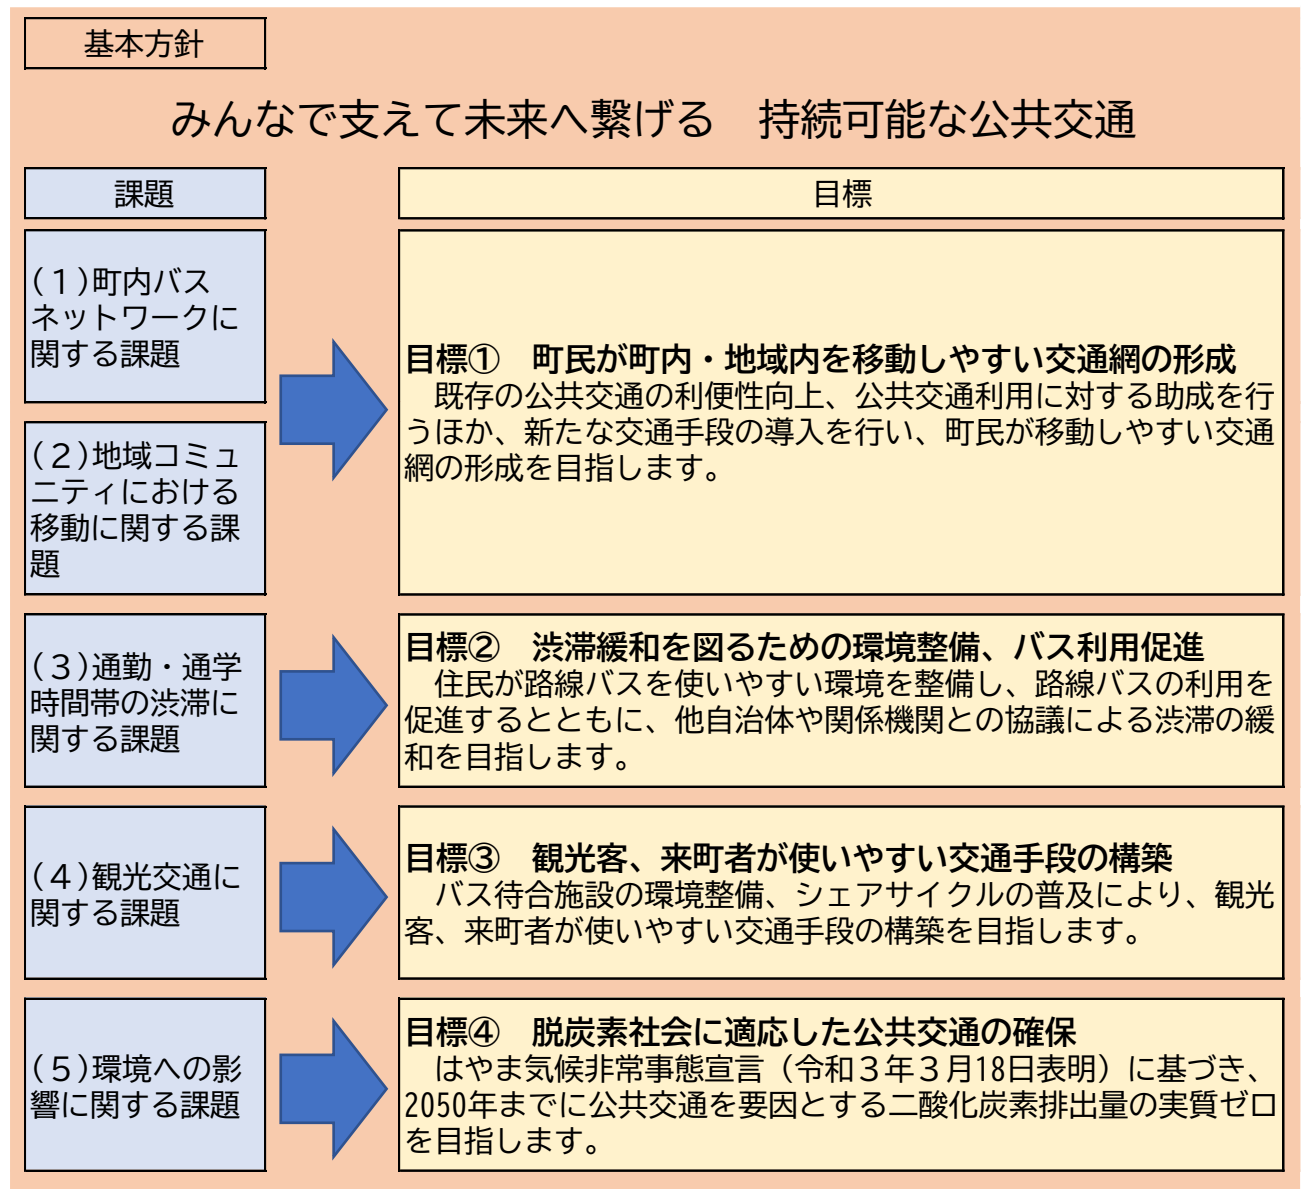 基本方針
みんなで支えて未来へ繋げる　持続可能な公共交通
課題
目標
(１)町内バス
ネットワークに
関する課題
(２)地域コミュ
ニティにおける
移動に関する課
題
目標①　町民が町内・地域内を移動しやすい交通網の形成
　既存の公共交通の利便性向上、公共交通利用に対する助成を行
うほか、新たな交通手段の導入を行い、町民が移動しやすい交通
網の形成を目指します。
(３)通勤・通学
時間帯の渋滞に
関する課題
目標②　渋滞緩和を図るための環境整備、バス利用促進
　住民が路線バスを使いやすい環境を整備し、路線バスの利用を
促進するとともに、他自治体や関係機関との協議による渋滞の緩
和を目指します。
(４)観光交通に
関する課題
目標③　観光客、来町者が使いやすい交通手段の構築
　バス待合施設の環境整備、シェアサイクルの普及により、観光
客、来町者が使いやすい交通手段の構築を目指します。
(５)環境への影
響に関する課題
目標④　脱炭素社会に適応した公共交通の確保
　はやま気候非常事態宣言（令和３年３月18日表明）に基づき、
2050年までに公共交通を要因とする二酸化炭素排出量の実質ゼロ
を目指します。